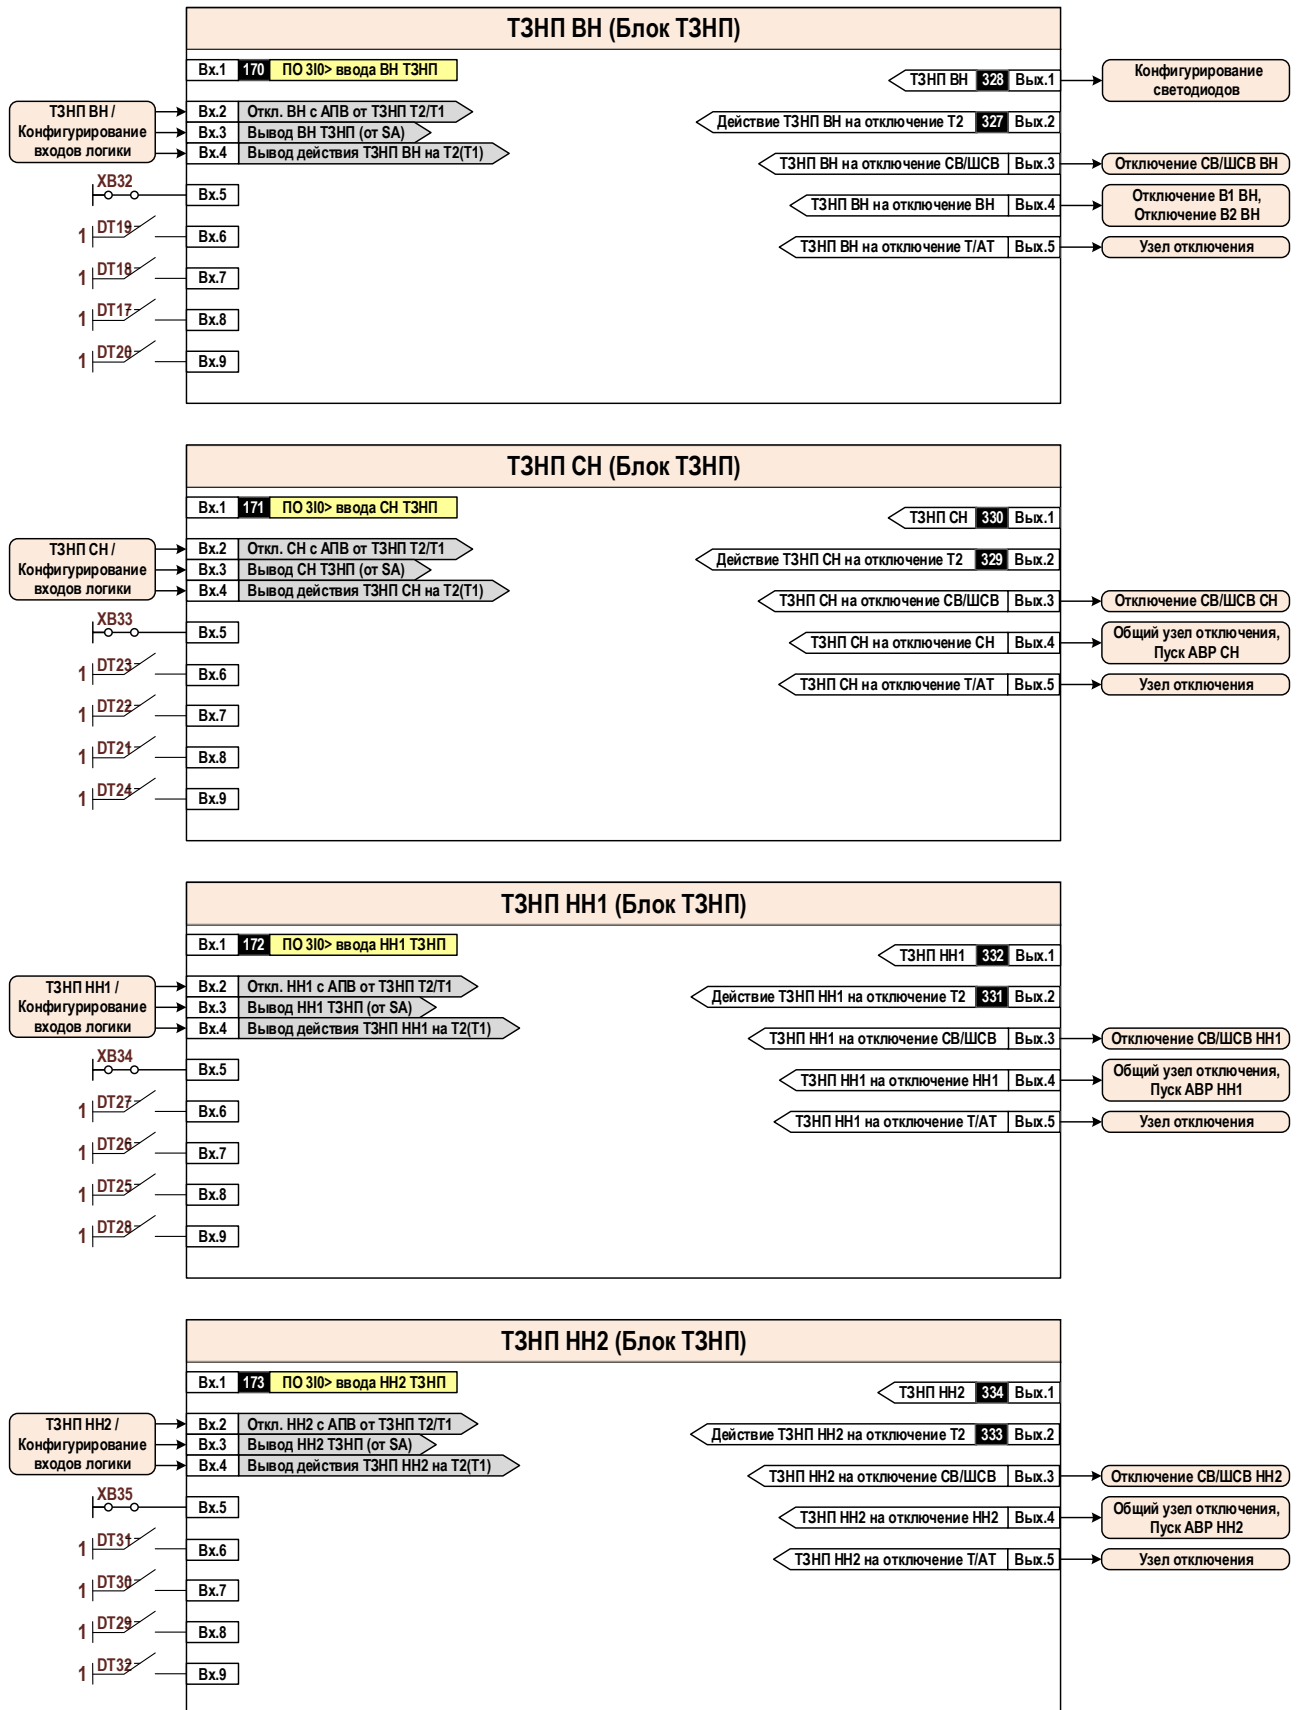 ТЗНП ВН (Блок ТЗНП)
Вх.1 170 ПО 3I0> ввода ВН ТЗНП
ТЗНП ВН 328 Вых.1
Конфигурирование
светодиодов
ТЗНП ВН /
Конфигурирование
входов логики
Вх.2 Откл. ВН с АПВ от ТЗНП Т2/Т1
Вх.3 Вывод ВН ТЗНП (от SA)
Вх.4 Вывод действия ТЗНП ВН на Т2(Т1)
Действие ТЗНП ВН на отключение Т2 327 Вых.2
ТЗНП ВН на отключение СВ/ШСВ Вых.3
Отключение СВ/ШСВ ВН
XB32
Вх.5
ТЗНП ВН на отключение ВН Вых.4
Отключение В1 ВН,
Отключение В2 ВН
1 DT19
Вх.6
ТЗНП ВН на отключение Т/АТ Вых.5
Узел отключения
1 DT18
Вх.7
1 DT17
Вх.8
1 DT20
Вх.9
ТЗНП СН (Блок ТЗНП)
Вх.1 171 ПО 3I0> ввода СН ТЗНП
ТЗНП СН 330 Вых.1
ТЗНП СН /
Конфигурирование
входов логики
Вх.2 Откл. СН с АПВ от ТЗНП Т2/Т1
Вх.3 Вывод СН ТЗНП (от SA)
Вх.4 Вывод действия ТЗНП СН на Т2(Т1)
Действие ТЗНП СН на отключение Т2 329 Вых.2
ТЗНП СН на отключение СВ/ШСВ Вых.3
Отключение СВ/ШСВ СН
XB33
Вх.5
ТЗНП СН на отключение СН Вых.4
Общий узел отключения,
Пуск АВР СН
1 DT23
Вх.6
ТЗНП СН на отключение Т/АТ Вых.5
Узел отключения
1 DT22
Вх.7
1 DT21
Вх.8
1 DT24
Вх.9
ТЗНП НН1 (Блок ТЗНП)
Вх.1 172 ПО 3I0> ввода НН1 ТЗНП
ТЗНП НН1 332 Вых.1
ТЗНП НН1 /
Конфигурирование
входов логики
Вх.2 Откл. НН1 с АПВ от ТЗНП Т2/Т1
Вх.3 Вывод НН1 ТЗНП (от SA)
Вх.4 Вывод действия ТЗНП НН1 на Т2(Т1)
Действие ТЗНП НН1 на отключение Т2 331 Вых.2
ТЗНП НН1 на отключение СВ/ШСВ Вых.3
Отключение СВ/ШСВ НН1
XB34
Вх.5
ТЗНП НН1 на отключение НН1 Вых.4
Общий узел отключения,
Пуск АВР НН1
1 DT27
Вх.6
ТЗНП НН1 на отключение Т/АТ Вых.5
Узел отключения
1 DT26
Вх.7
1 DT25
Вх.8
1 DT28
Вх.9
ТЗНП НН2 (Блок ТЗНП)
Вх.1 173 ПО 3I0> ввода НН2 ТЗНП
ТЗНП НН2 334 Вых.1
ТЗНП НН2 /
Конфигурирование
входов логики
Вх.2 Откл. НН2 с АПВ от ТЗНП Т2/Т1
Вх.3 Вывод НН2 ТЗНП (от SA)
Вх.4 Вывод действия ТЗНП НН2 на Т2(Т1)
Действие ТЗНП НН2 на отключение Т2 333 Вых.2
ТЗНП НН2 на отключение СВ/ШСВ Вых.3
Отключение СВ/ШСВ НН2
XB35
Вх.5
ТЗНП НН2 на отключение НН2 Вых.4
Общий узел отключения,
Пуск АВР НН2
1 DT31
Вх.6
ТЗНП НН2 на отключение Т/АТ Вых.5
Узел отключения
1 DT30
Вх.7
1 DT29
Вх.8
1 DT32
Вх.9